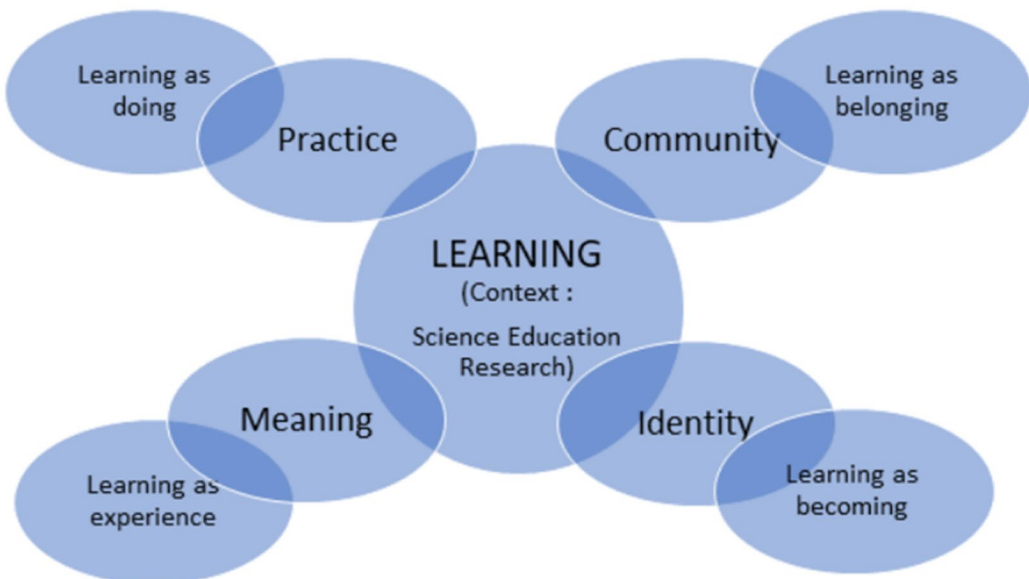 Learning as
doing
Practice
Community
Learning as
belonging
LEARNING
(Context :
Science Education
Research)
Meaning
Learning as
experience
Identity
Learning as
becoming